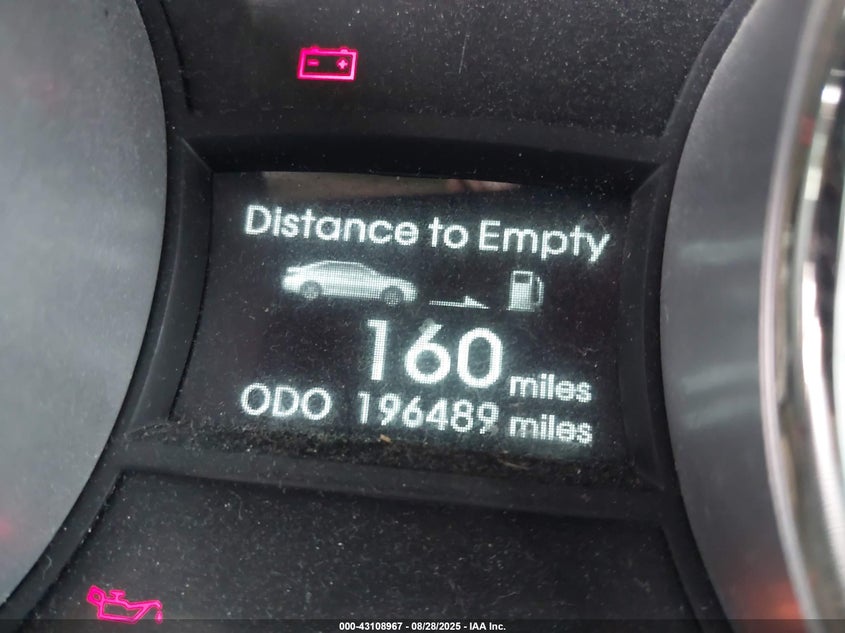 Distance to Empty
160 miles
ODO 196489 miles
000-43108967 - 08/28/2025 - IAA Inc.